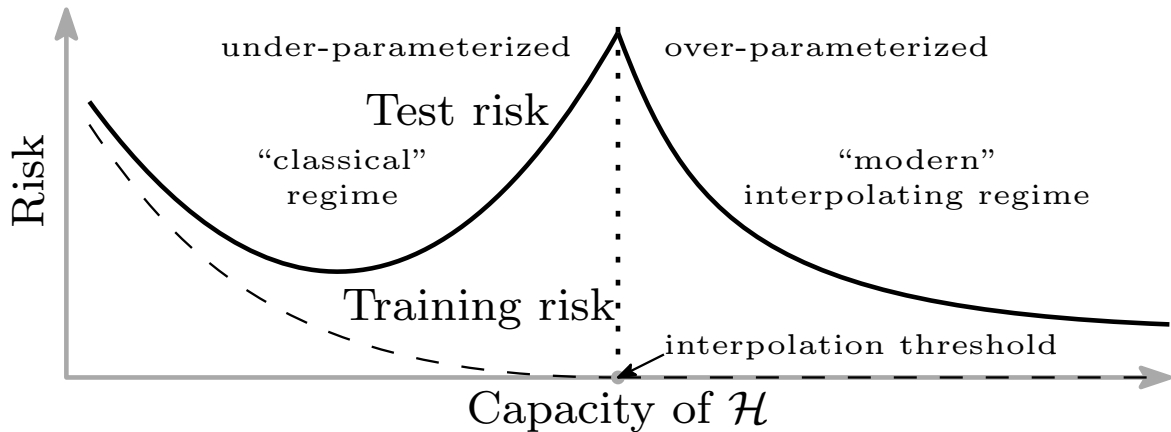 under-parameterized
over-parameterized
Test risk
“classical”
regime
“modern”
interpolating regime
Risk
Training risk
interpolation threshold
Capacity of ℋ